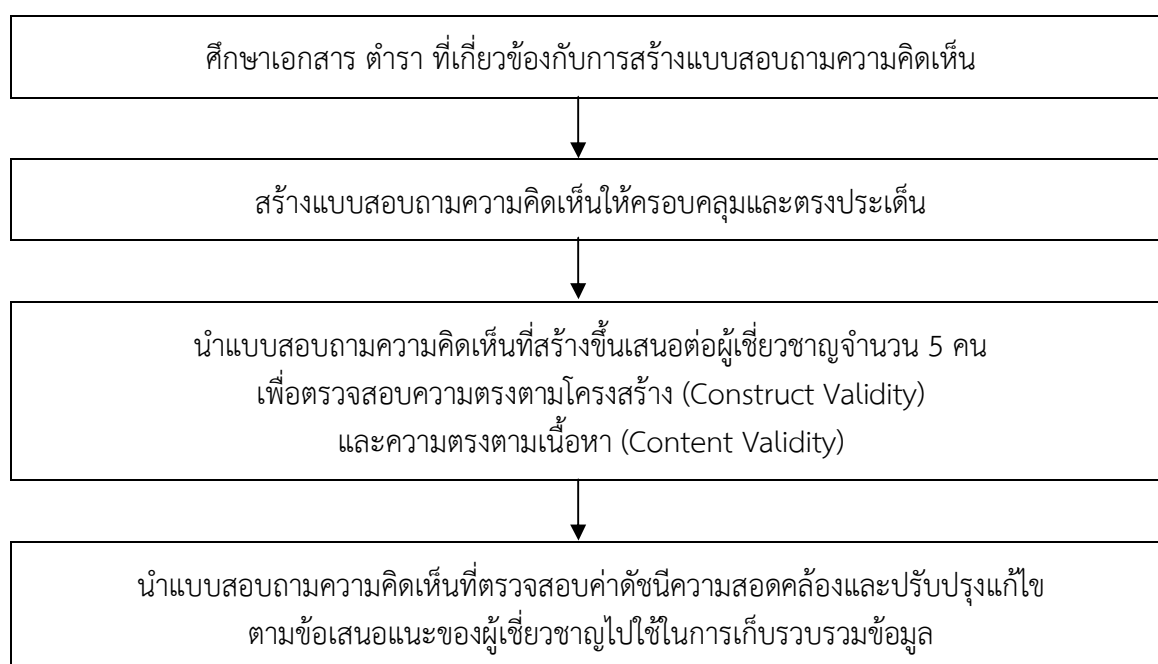 ศึกษาเอกสาร ตำรา ที่เกี่ยวข้องกับการสร้างแบบสอบถามความคิดเห็น
สร้างแบบสอบถามความคิดเห็นให้ครอบคลุมและตรงประเด็น
นำแบบสอบถามความคิดเห็นที่สร้างขึ้นเสนอต่อผู้เชี่ยวชาญจำนวน 5 คน
เพื่อตรวจสอบความตรงตามโครงสร้าง (Construct Validity)
และความตรงตามเนื้อหา (Content Validity)
นำแบบสอบถามความคิดเห็นที่ตรวจสอบค่าดัชนีความสอดคล้องและปรับปรุงแก้ไข
ตามข้อเสนอแนะของผู้เชี่ยวชาญไปใช้ในการเก็บรวบรวมข้อมูล